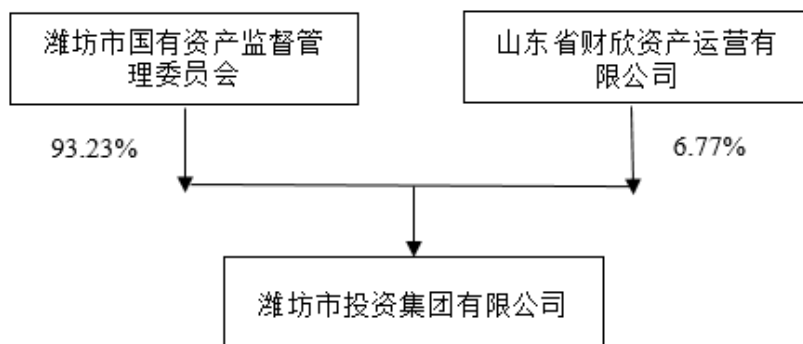 潍坊市国有资产监督管
理委员会
山东省财欣资产运营有
限公司
93.23%
6.77%
潍坊市投资集团有限公司